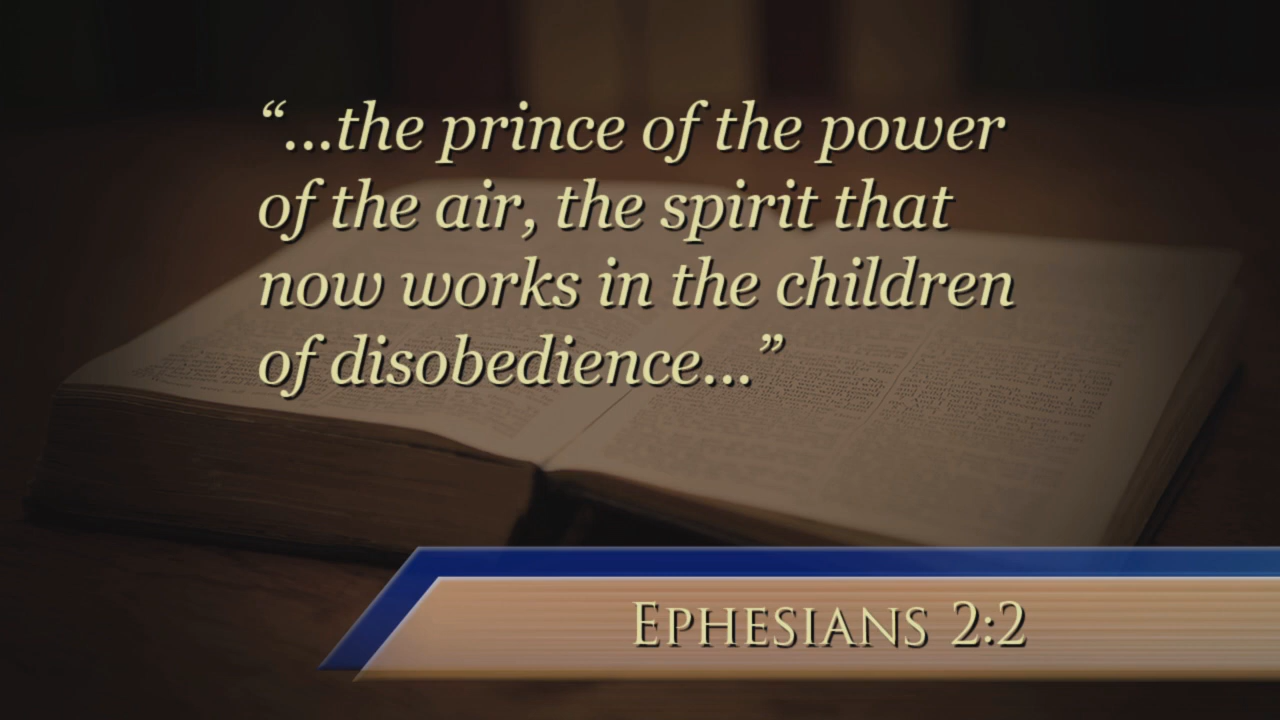 “...the prince of the power
of the air, the spirit that
now works in the children
of disobedience...”
EPHESIANS 2:2